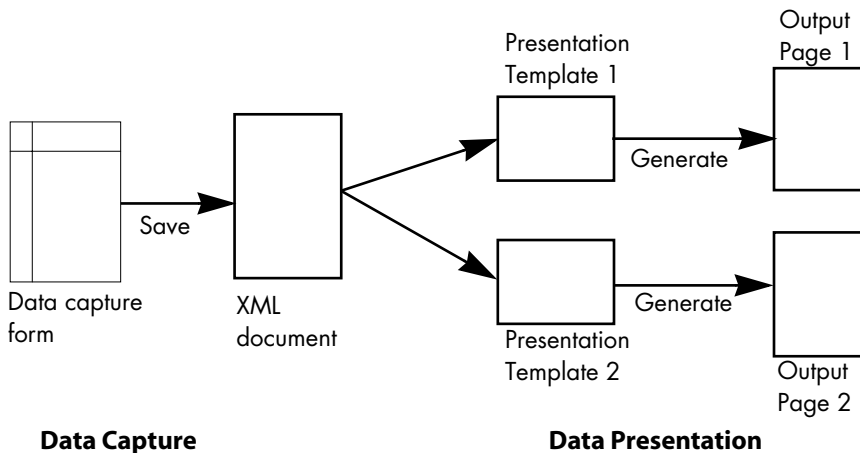 Data capture
form
Save
XML
document
Presentation
Template 1
Generate
Output
Page 1
Presentation
Template 2
Generate
Output
Page 2
Data Capture
Data Presentation